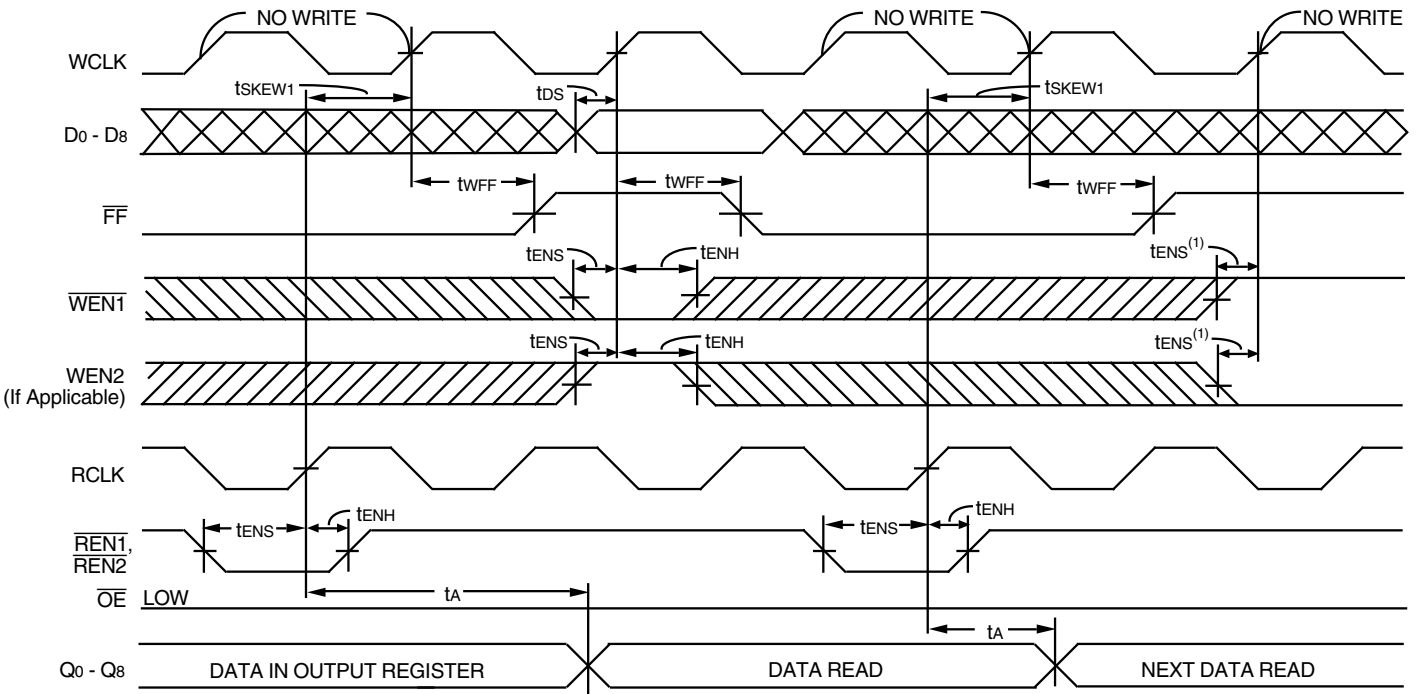 NO WRITE
NO WRITE
NO WRITE
WCLK
tSKEW1
tDS
tSKEW1
D0 - D8
tWFF
tWFF
tWFF
FF
tENS
tENH
tENS(1)
WEN1
tENS
tENH
tENS(1)
WEN2
(If Applicable)
RCLK
tENS
tENH
tENS
tENH
REN1,
REN2
OE LOW
tA
tA
Q0 - Q8
DATA IN OUTPUT REGISTER
DATA READ
NEXT DATA READ